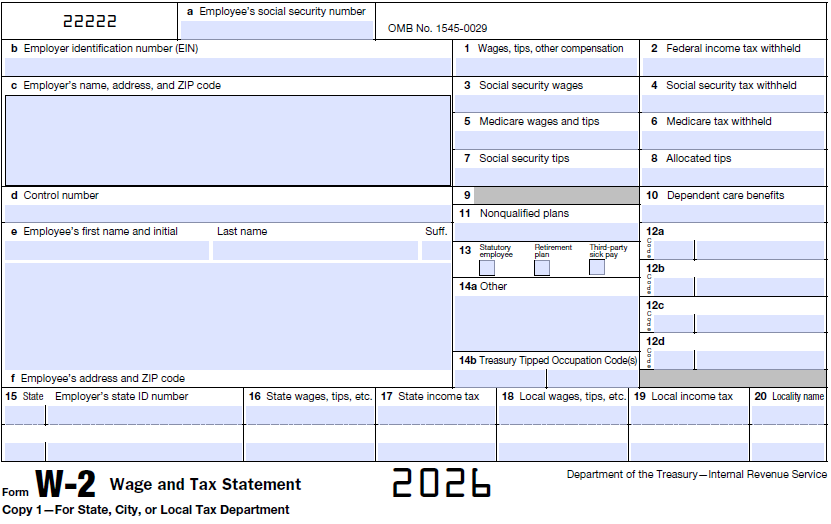 22222
a Employee's social security number
OMB No. 1545-0029
b Employer identification number (EIN)
1 Wages, tips, other compensation
2 Federal income tax withheld
c Employer's name, address, and ZIP code
3 Social security wages
4 Social security tax withheld
5 Medicare wages and tips
6 Medicare tax withheld
7 Social security tips
8 Allocated tips
d Control number
9
10 Dependent care benefits
e Employee's first name and initial
Last name
Suff.
11 Nonqualified plans
12a
Code
13 Statutory employee
Retirement plan
Third-party sick pay
12b
Code
14a Other
12c
Code
12d
Code
14b Treasury Tipped Occupation Code(s)
f Employee's address and ZIP code
15 State
Employer's state ID number
16 State wages, tips, etc.
17 State income tax
18 Local wages, tips, etc.
19 Local income tax
20 Locality name
Form W-2 Wage and Tax Statement
2026
Department of the Treasury—Internal Revenue Service
Copy 1—For State, City, or Local Tax Department